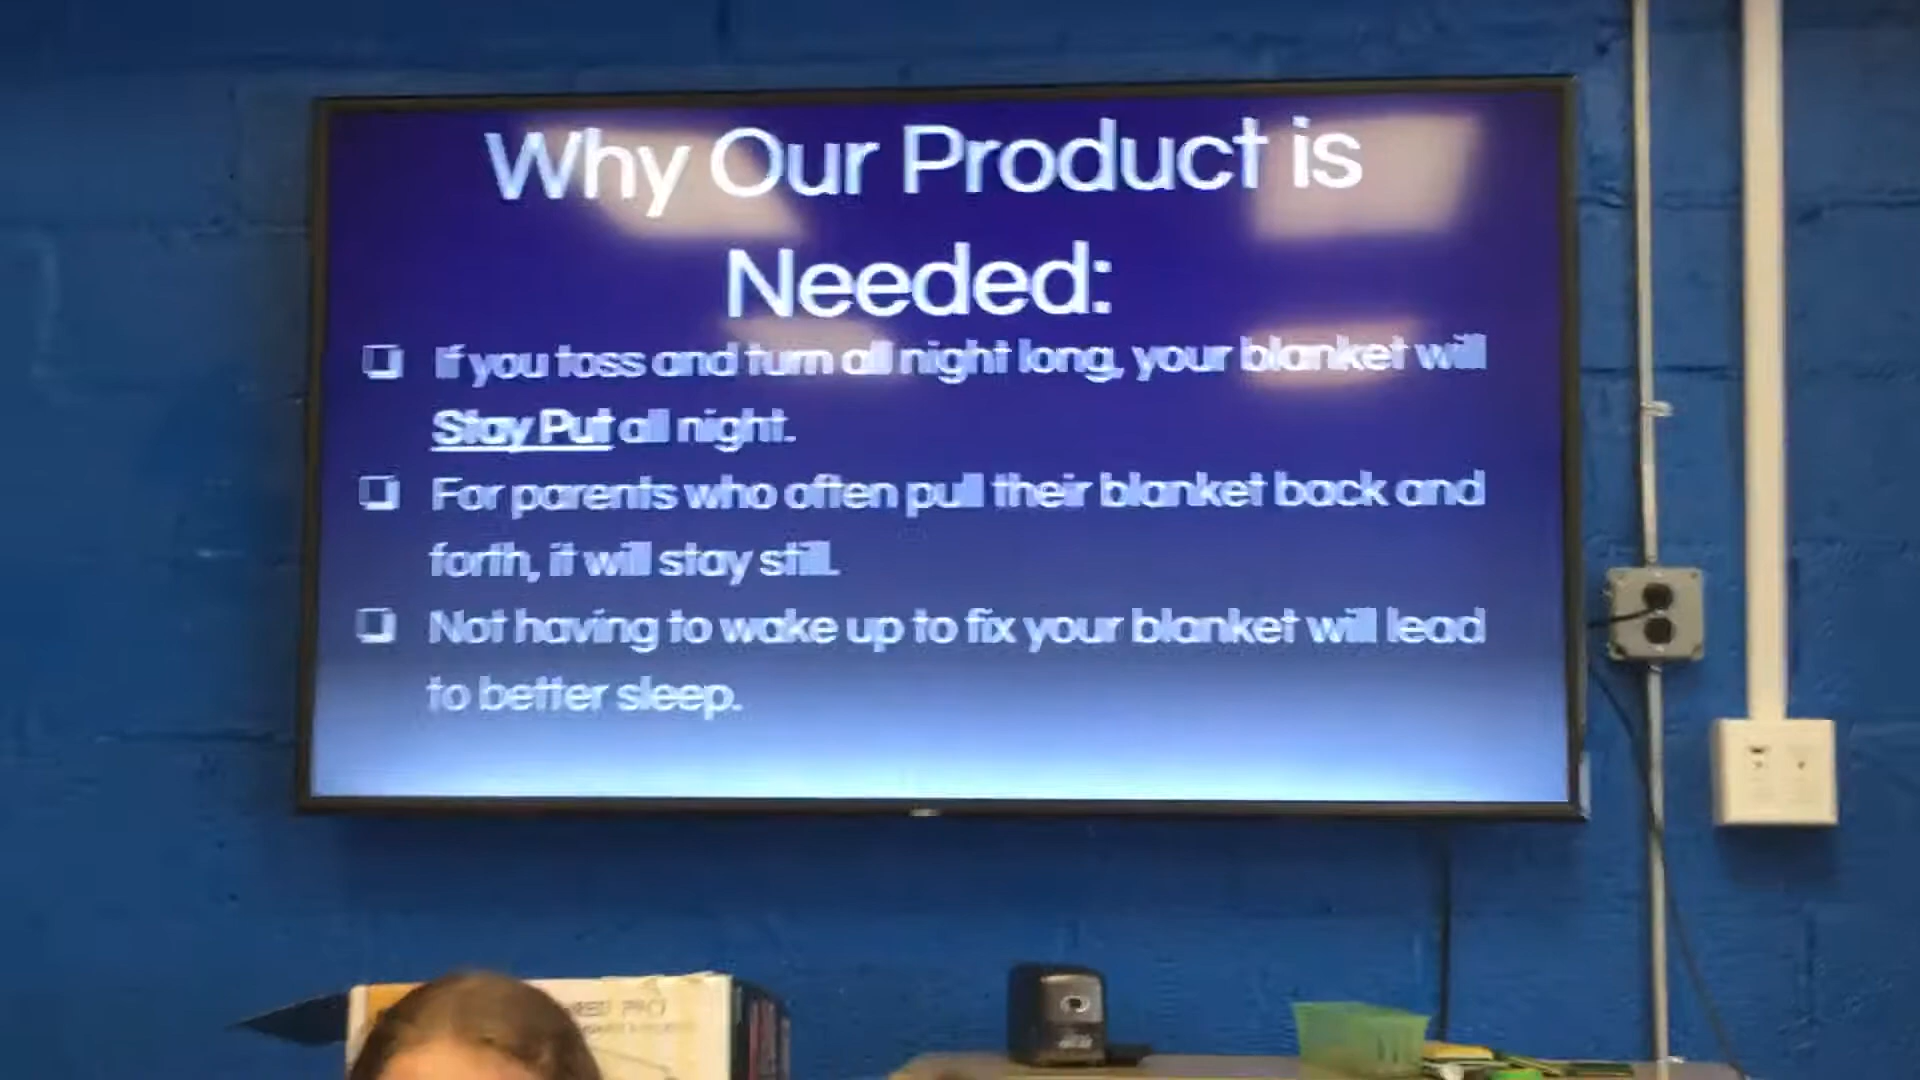 Why Our Product is
Needed:
If you toss and turn all night long, your blanket will
Stay Put all night.
For parents who often pull their blanket back and
forth, it will stay still.
Not having to wake up to fix your blanket will lead
to better sleep.